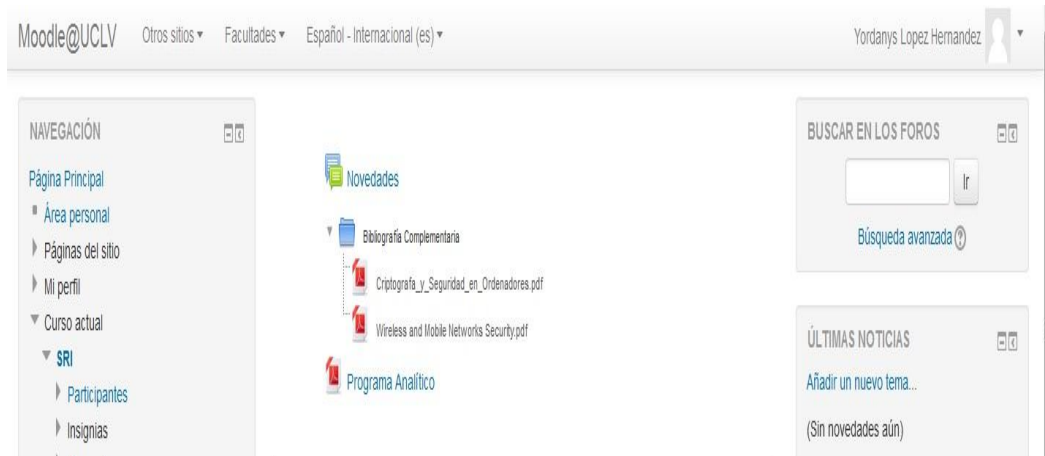 Moodle@UCLV Otros sitios Facultades Español - Internacional (es) Yordanys Lopez Hernandez
NAVEGACIÓN
Página Principal
Área personal
Páginas del sitio
Mi perfil
Curso actual
SRI
Participantes
Insignias
Novedades
Bibliografía Complementaria
Criptografa_y_Seguridad_en_Ordenadores.pdf
Wireless and Mobile Networks Security.pdf
Programa Analítico
BUSCAR EN LOS FOROS
Ir
Búsqueda avanzada
ÚLTIMAS NOTICIAS
Añadir un nuevo tema...
(Sin novedades aún)